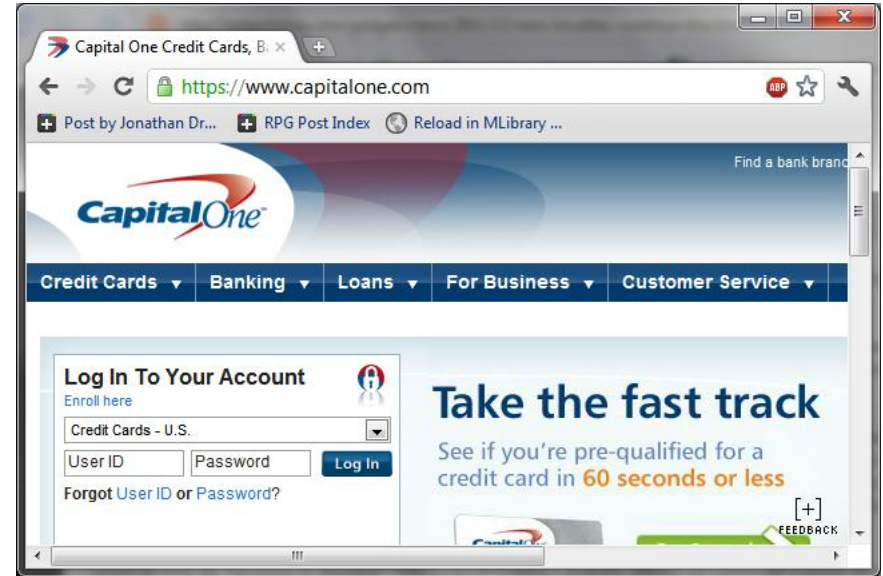 Capital One Credit Cards, B
https://www.capitalone.com
ABP
Post by Jonathan Dr...
RPG Post Index
Reload in MLibrary ...
Find a bank branc
CapitalOne
Credit Cards
Banking
Loans
For Business
Customer Service
Log In To Your Account
Enroll here
Credit Cards - U.S.
User ID
Password
Log In
Forgot User ID or Password?
Take the fast track
See if you're pre-qualified for a
credit card in 60 seconds or less
[+]
FEEDBACK